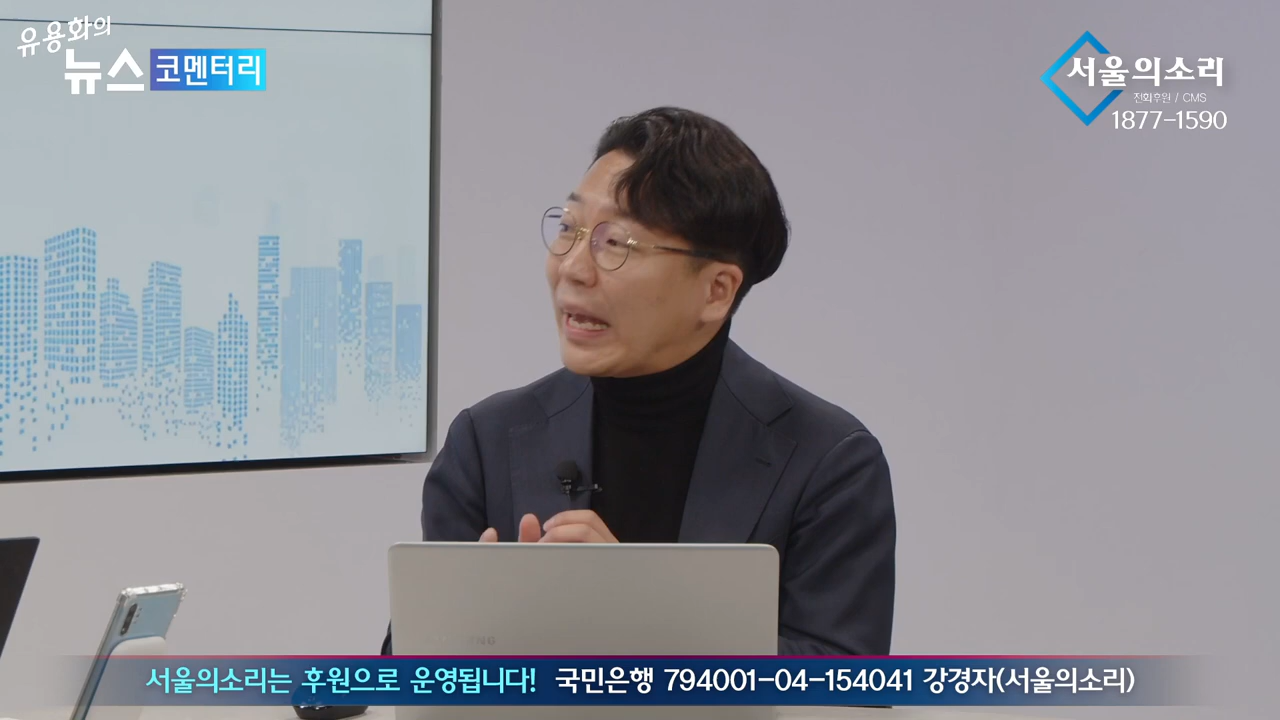 유용화의
뉴스 코멘터리
서울의소리
전화후원 / CMS
1877-1590
서울의소리는 후원으로 운영됩니다! 국민은행 794001-04-154041 강경자(서울의소리)